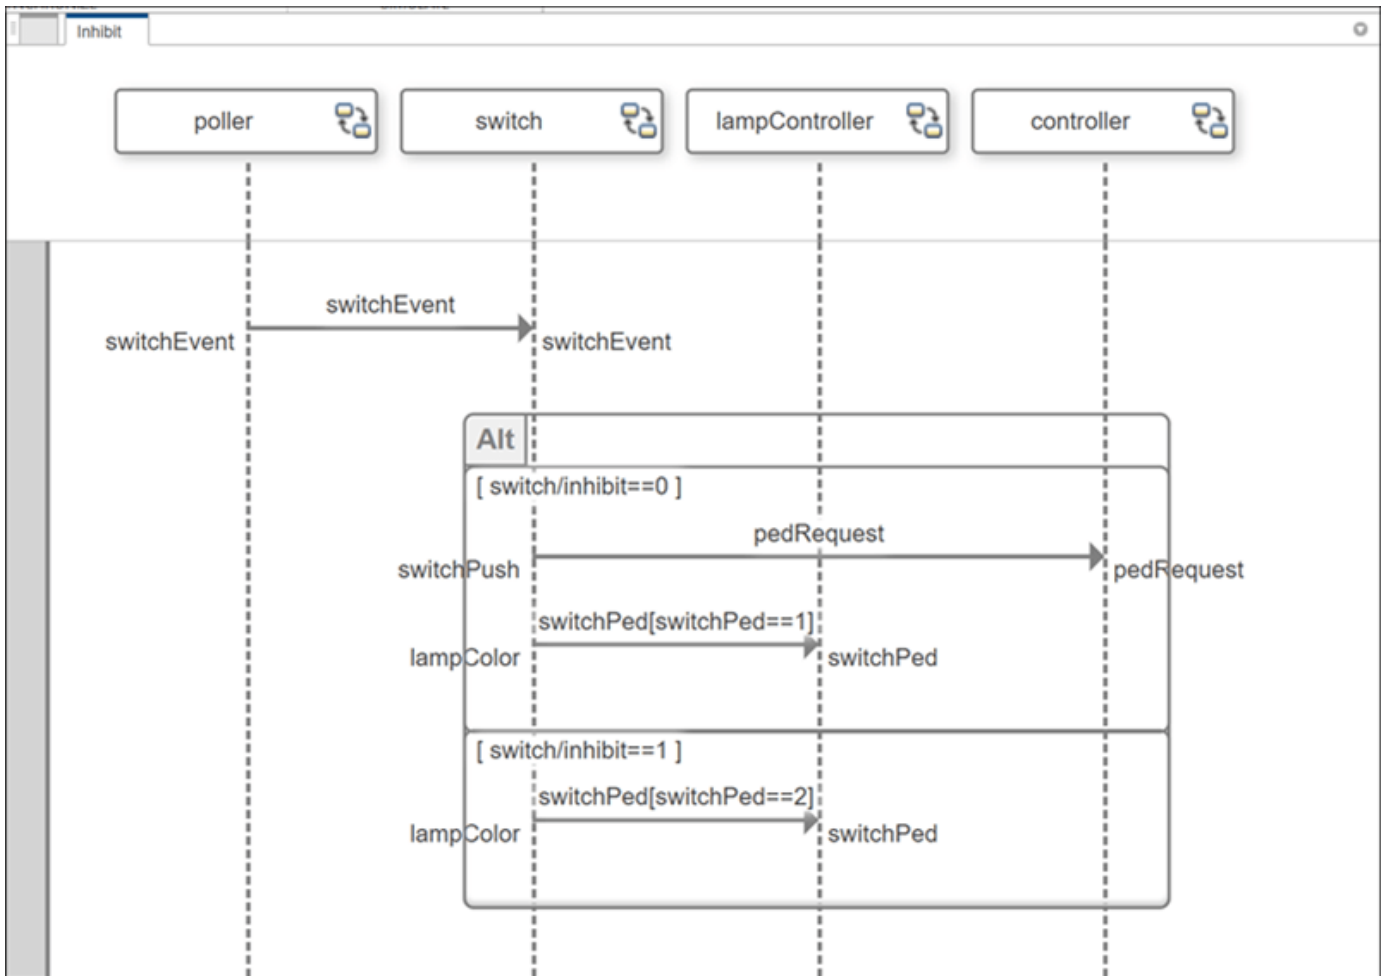 Inhibit
poller
switch
lampController
controller
switchEvent
switchEvent
switchEvent
Alt
[ switch/inhibit==0 ]
pedRequest
switchPush
pedRequest
switchPed[switchPed==1]
lampColor
switchPed
[ switch/inhibit==1 ]
switchPed[switchPed==2]
lampColor
switchPed